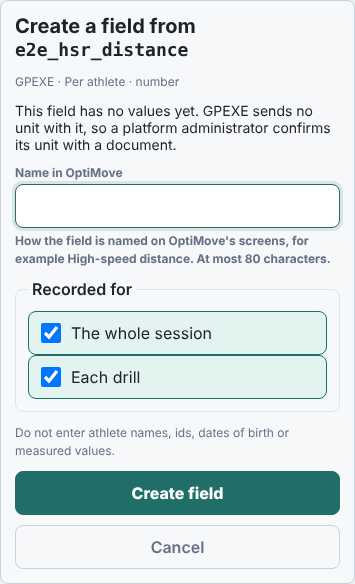 Create a field from
e2e_hsr_distance
GPEXE · Per athlete · number
This field has no values yet. GPEXE sends no
unit with it, so a platform administrator confirms
its unit with a document.
Name in OptiMove
How the field is named on OptiMove's screens, for
example High-speed distance. At most 80 characters.
Recorded for
The whole session
Each drill
Do not enter athlete names, ids, dates of birth or
measured values.
Create field
Cancel